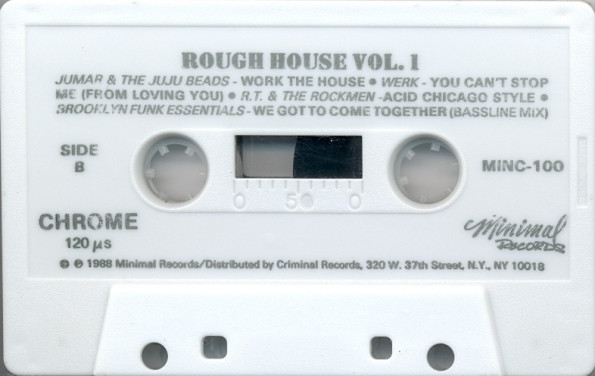 ROUGH HOUSE VOL. 1
JUMAR & THE JUJU BEADS - WORK THE HOUSE ● WERK - YOU CAN'T STOP
ME (FROM LOVING YOU) ● R.T. & THE ROCKMEN -ACID CHICAGO STYLE ●
BROOKLYN FUNK ESSENTIALS - WE GOT TO COME TOGETHER (BASSLINE MIX)
SIDE
B
MINC-100
0 50 0
CHROME
120 µs
Minimal
RECORDS
© ℗ 1988 Minimal Records/Distributed by Criminal Records, 320 W. 37th Street, N.Y., NY 10018